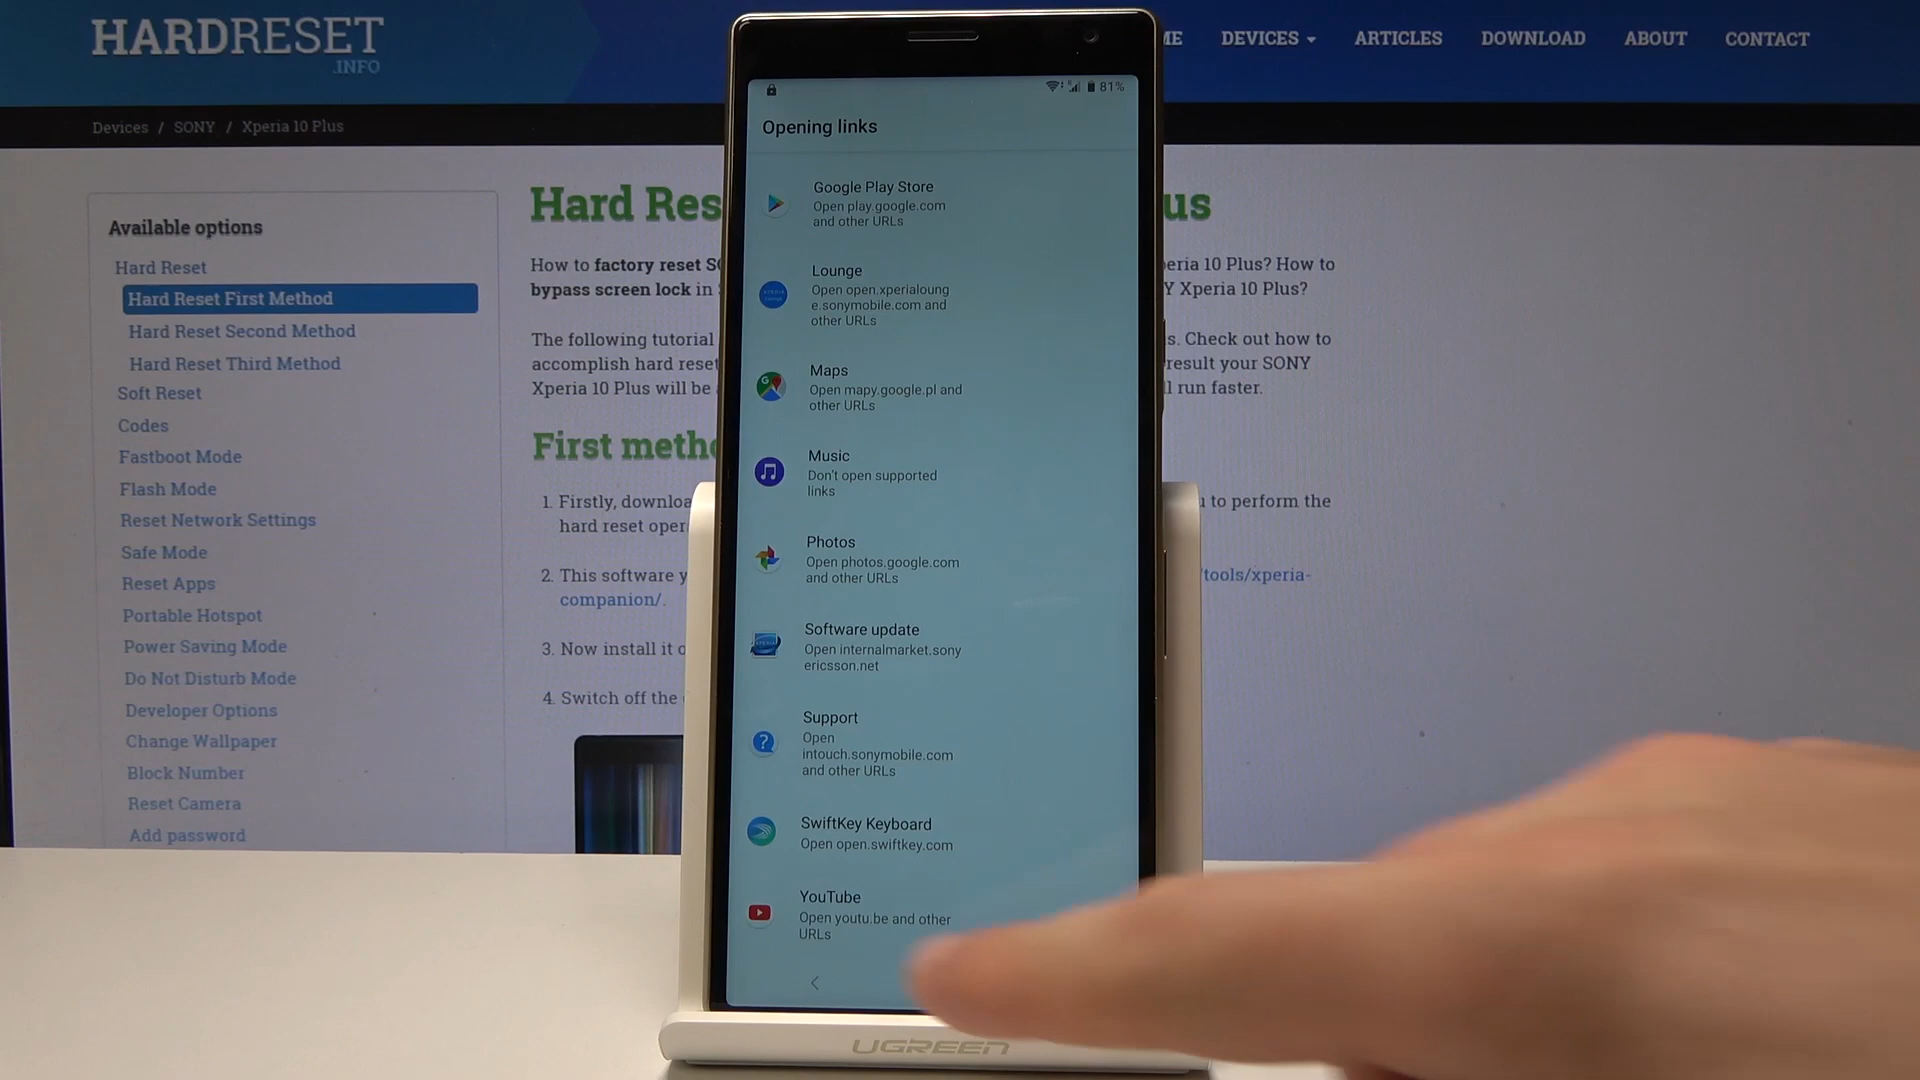 HARDRESET
.INFO
ME
DEVICES
ARTICLES
DOWNLOAD
ABOUT
CONTACT
Devices / SONY / Xperia 10 Plus
Available options
Hard Reset
Hard Reset First Method
Hard Reset Second Method
Hard Reset Third Method
Soft Reset
Codes
Fastboot Mode
Flash Mode
Reset Network Settings
Safe Mode
Reset Apps
Portable Hotspot
Power Saving Mode
Do Not Disturb Mode
Developer Options
Change Wallpaper
Block Number
Reset Camera
Add password
Hard Res
us
How to factory reset S
eria 10 Plus? How to
bypass screen lock in
Y Xperia 10 Plus?
The following tutorial
s. Check out how to
accomplish hard reset
result your SONY
Xperia 10 Plus will be
l run faster.
First meth
1. Firstly, downloa
u to perform the
hard reset oper
2. This software y
/tools/xperia-
companion/.
3. Now install it o
4. Switch off the
81%
Opening links
Google Play Store
Open play.google.com
and other URLs
Lounge
Open open.xperialoung
e.sonymobile.com and
other URLs
Maps
Open mapy.google.pl and
other URLs
Music
Don't open supported
links
Photos
Open photos.google.com
and other URLs
Software update
Open internalmarket.sony
ericsson.net
Support
Open
intouch.sonymobile.com
and other URLs
SwiftKey Keyboard
Open open.swiftkey.com
YouTube
Open youtu.be and other
URLs
UGREEN